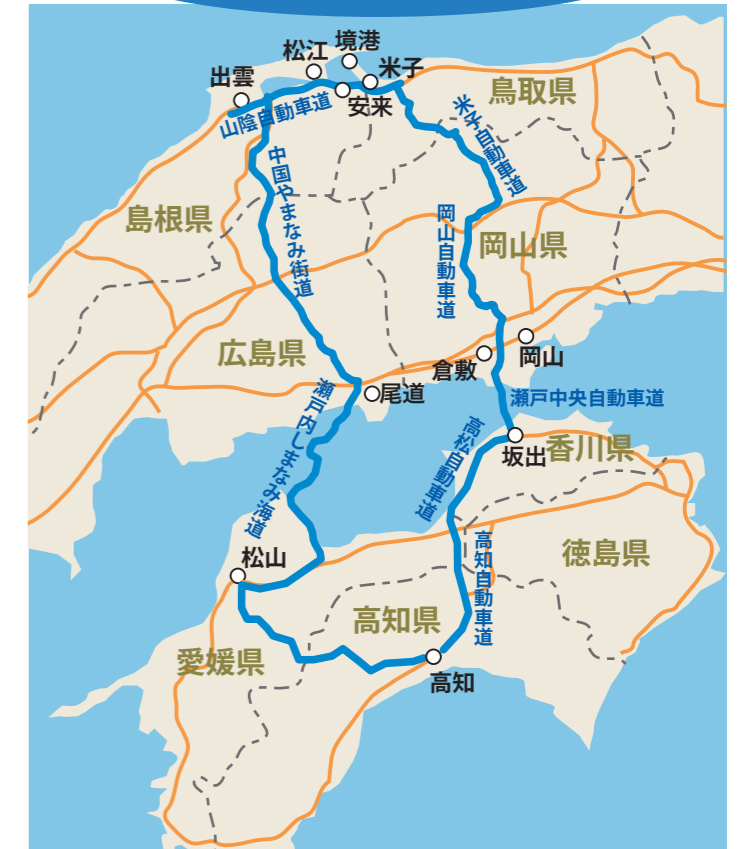 境港
松江
米子
出雲
安来
鳥取県
山陰自動車道
米子自動車道
中国やまなみ街道
島根県
岡山自動車道
岡山県
広島県
岡山
倉敷
尾道
瀬戸中央自動車道
瀬戸内しまなみ海道
高松自動車道
坂出
香川県
松山
高知自動車道
徳島県
高知県
愛媛県
高知